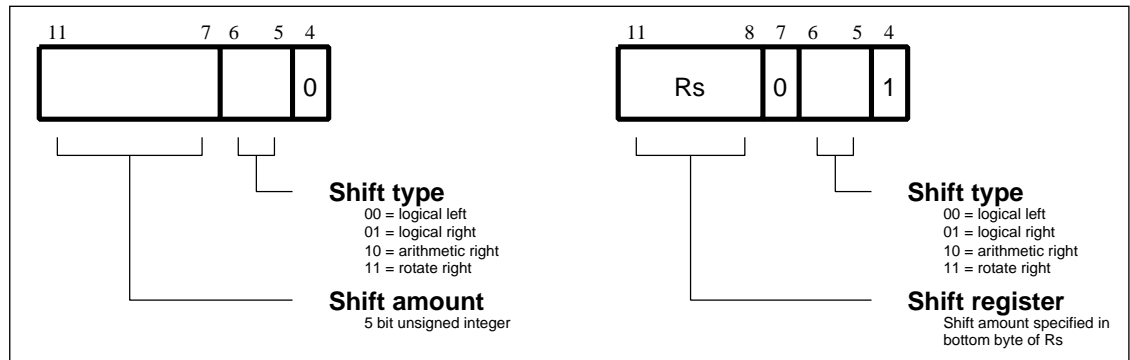 11 7 6 5 4
0
Shift type
00 = logical left
01 = logical right
10 = arithmetic right
11 = rotate right
Shift amount
5 bit unsigned integer
11 8 7 6 5 4
Rs 0 1
Shift type
00 = logical left
01 = logical right
10 = arithmetic right
11 = rotate right
Shift register
Shift amount specified in
bottom byte of Rs